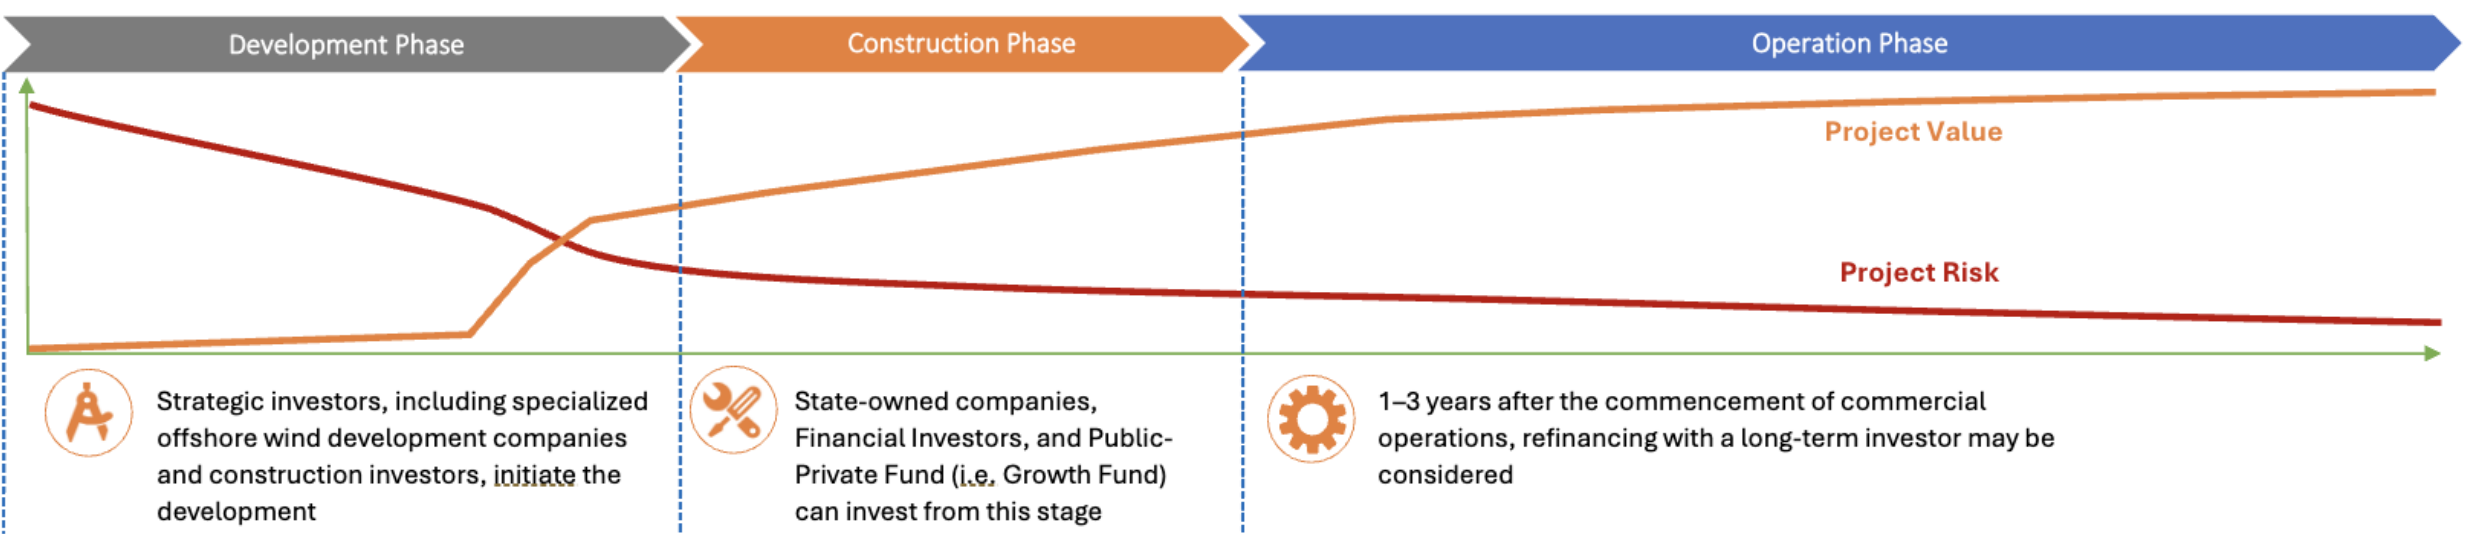 Development Phase
Construction Phase
Operation Phase
Project Value
Project Risk
Strategic investors, including specialized
offshore wind development companies
and construction investors, initiate the
development
State-owned companies,
Financial Investors, and Public-
Private Fund (i.e. Growth Fund)
can invest from this stage
1–3 years after the commencement of commercial
operations, refinancing with a long-term investor may be
considered